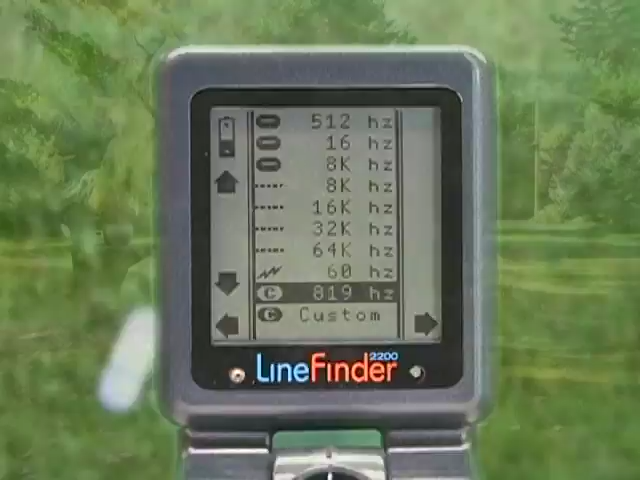 512 hz
16 hz
8K hz
8K hz
16K hz
32K hz
64K hz
60 hz
C 819 hz
C Custom
LineFinder 2200